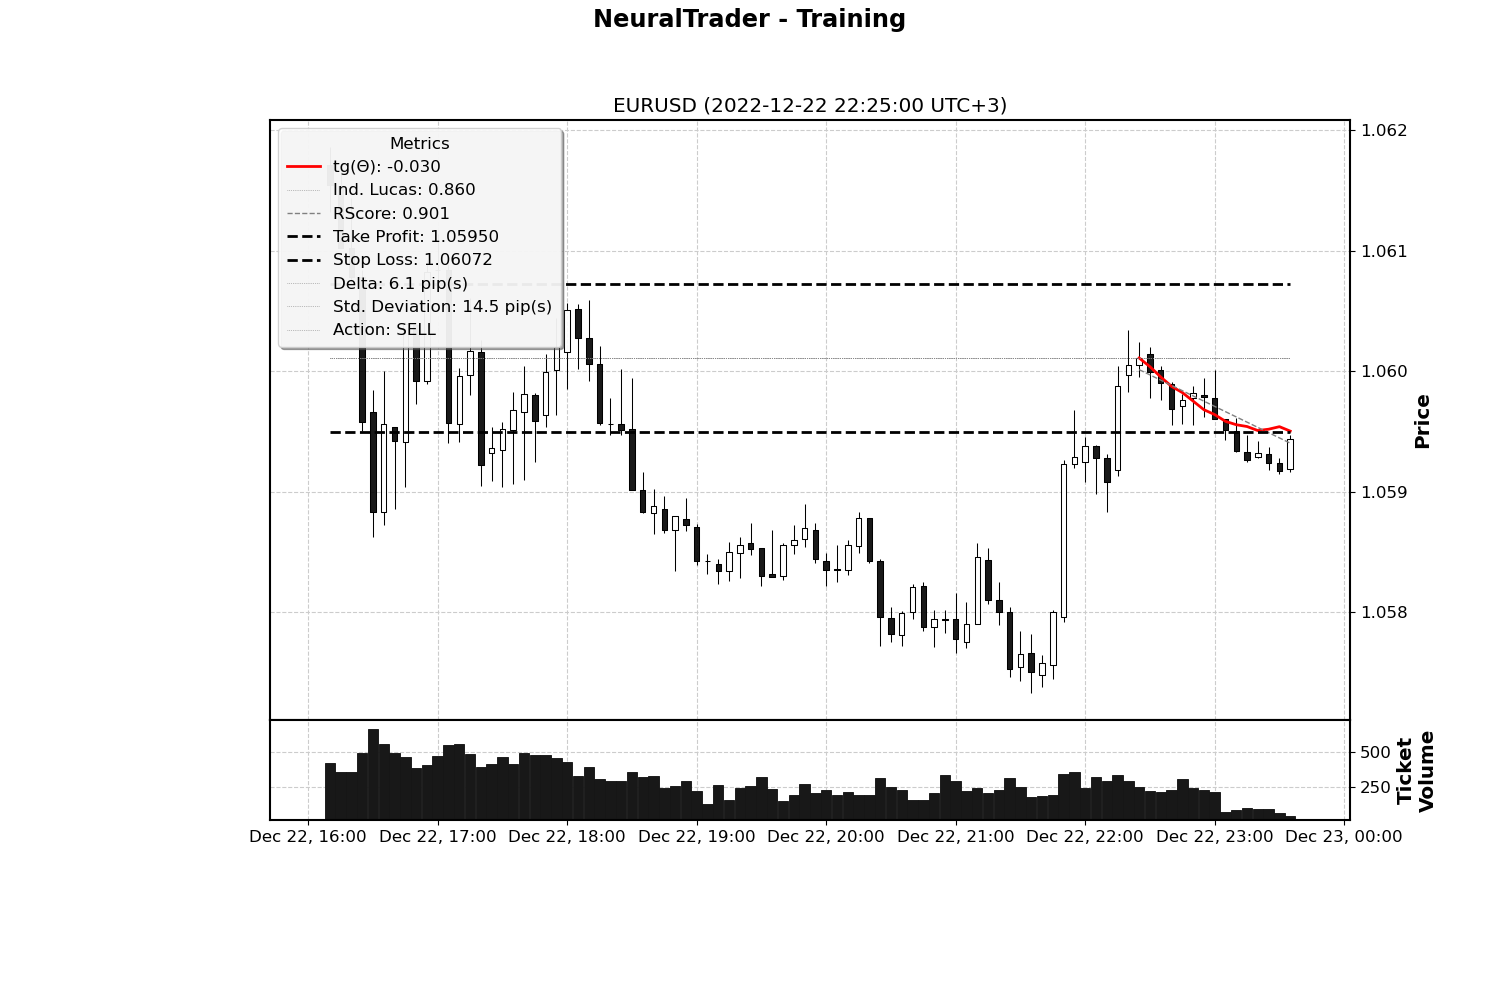 NeuralTrader - Training
EURUSD (2022-12-22 22:25:00 UTC+3)
Metrics
tg(Θ): -0.030
Ind. Lucas: 0.860
RScore: 0.901
Take Profit: 1.05950
Stop Loss: 1.06072
Delta: 6.1 pip(s)
Std. Deviation: 14.5 pip(s)
Action: SELL
1.062
1.061
1.060
1.059
1.058
Price
500
250
Ticket
Volume
Dec 22, 16:00
Dec 22, 17:00
Dec 22, 18:00
Dec 22, 19:00
Dec 22, 20:00
Dec 22, 21:00
Dec 22, 22:00
Dec 22, 23:00
Dec 23, 00:00